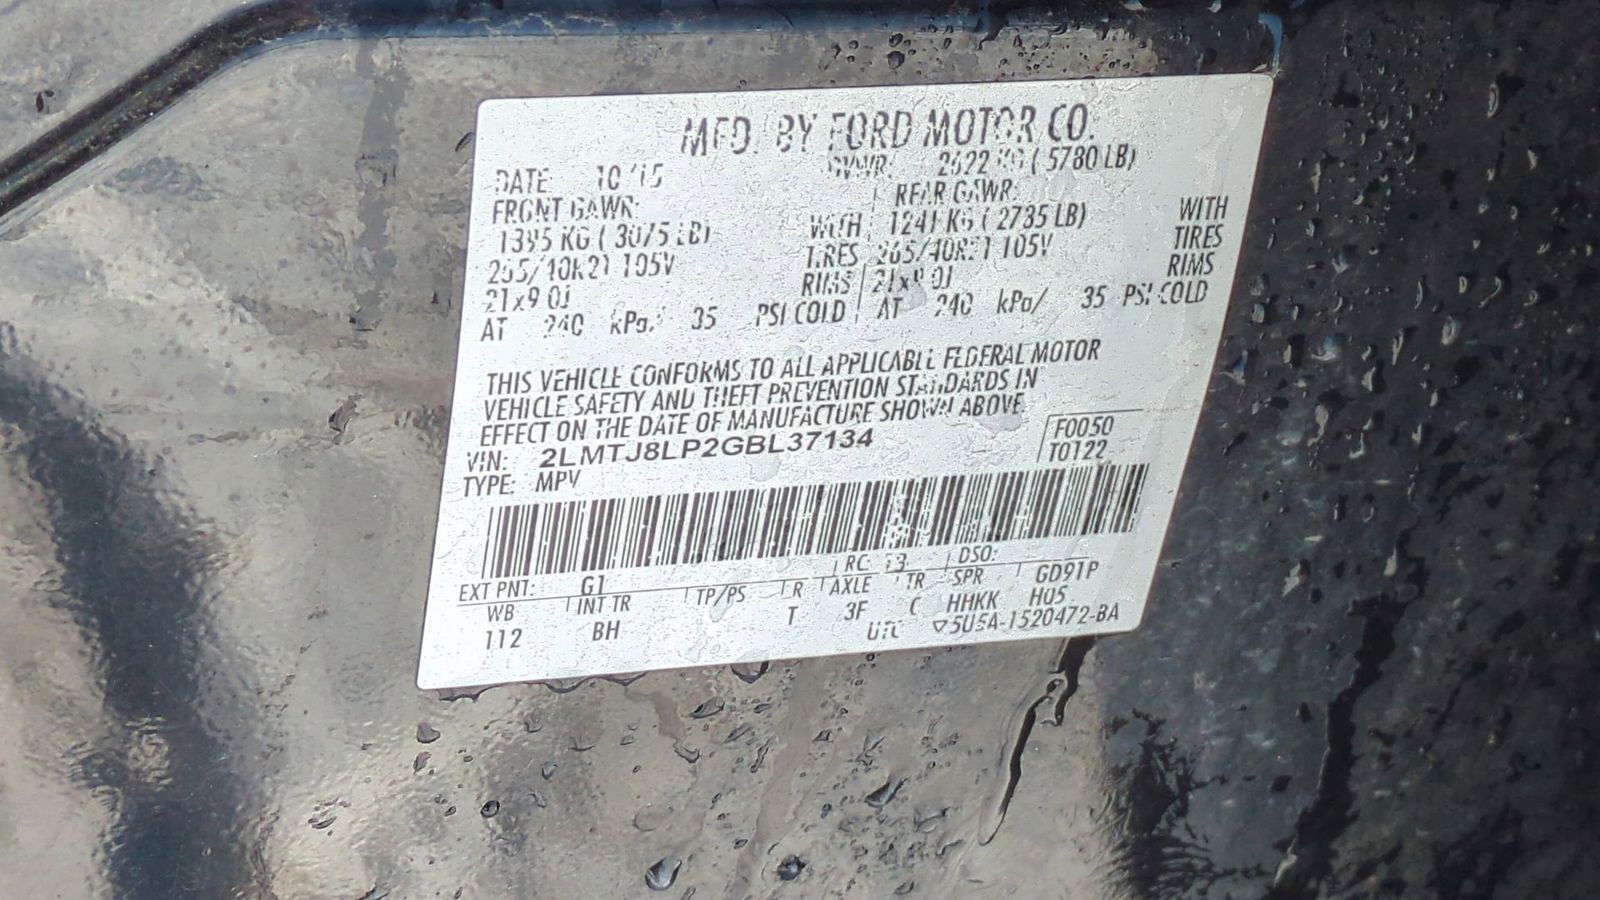 MFD. BY FORD MOTOR CO.
DATE: 10/15 GVWR: 2622 KG ( 5780 LB)
FRONT GAWR: REAR GAWR:
1395 KG ( 3075 LB) WITH 1241 KG ( 2735 LB) WITH
265/40R21 105V TIRES 265/40R21 105V TIRES
21x9.0J RIMS 21x9.0J RIMS
AT 240 kPa/ 35 PSI COLD AT 240 kPa/ 35 PSI COLD
THIS VEHICLE CONFORMS TO ALL APPLICABLE FEDERAL MOTOR
VEHICLE SAFETY AND THEFT PREVENTION STANDARDS IN
EFFECT ON THE DATE OF MANUFACTURE SHOWN ABOVE.
VIN: 2LMTJ8LP2GBL37134 F0050
TYPE: MPV T0122
EXT PNT: G1 RC: 13 DSO:
WB INT TR TP/PS R AXLE TR SPR GD9TP
112 BH T 3F C HHKK H05
UTC ▽5U5A-1520472-BA